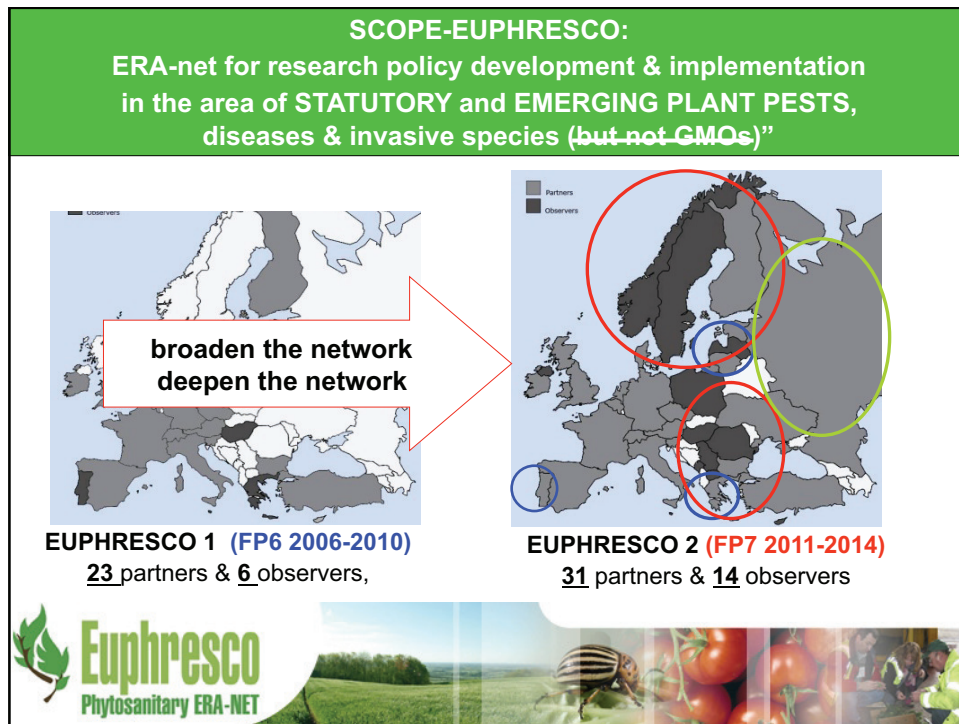 SCOPE-EUPHRESCO:
ERA-net for research policy development & implementation
in the area of STATUTORY and EMERGING PLANT PESTS,
diseases & invasive species (but not GMOs)”
Observers
Partners
Observers
broaden the network
deepen the network
EUPHRESCO 1 (FP6 2006-2010)
23 partners & 6 observers,
EUPHRESCO 2 (FP7 2011-2014)
31 partners & 14 observers
Euphresco
Phytosanitary ERA-NET